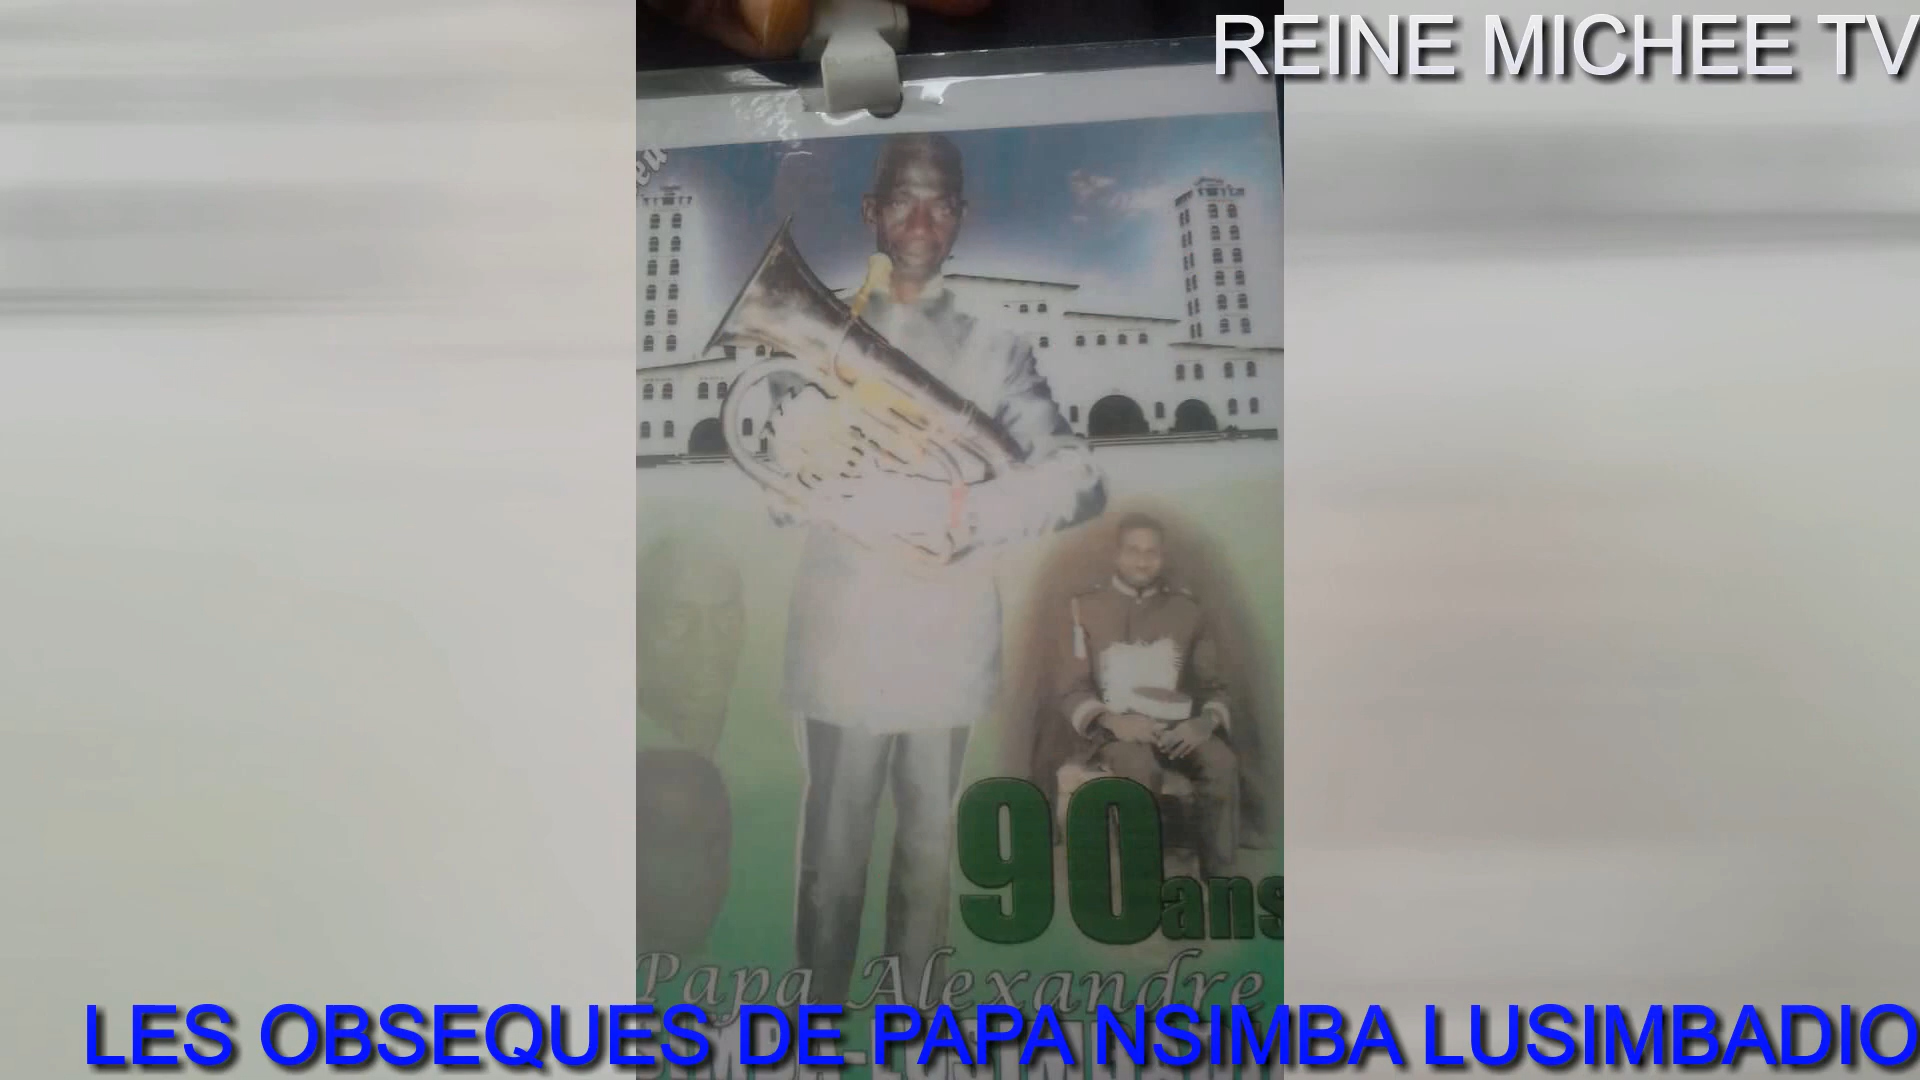 REINE MICHEE TV
90ans
Papa Alexandre
LES OBSEQUES DE PAPA NSIMBA LUSIMBADIO